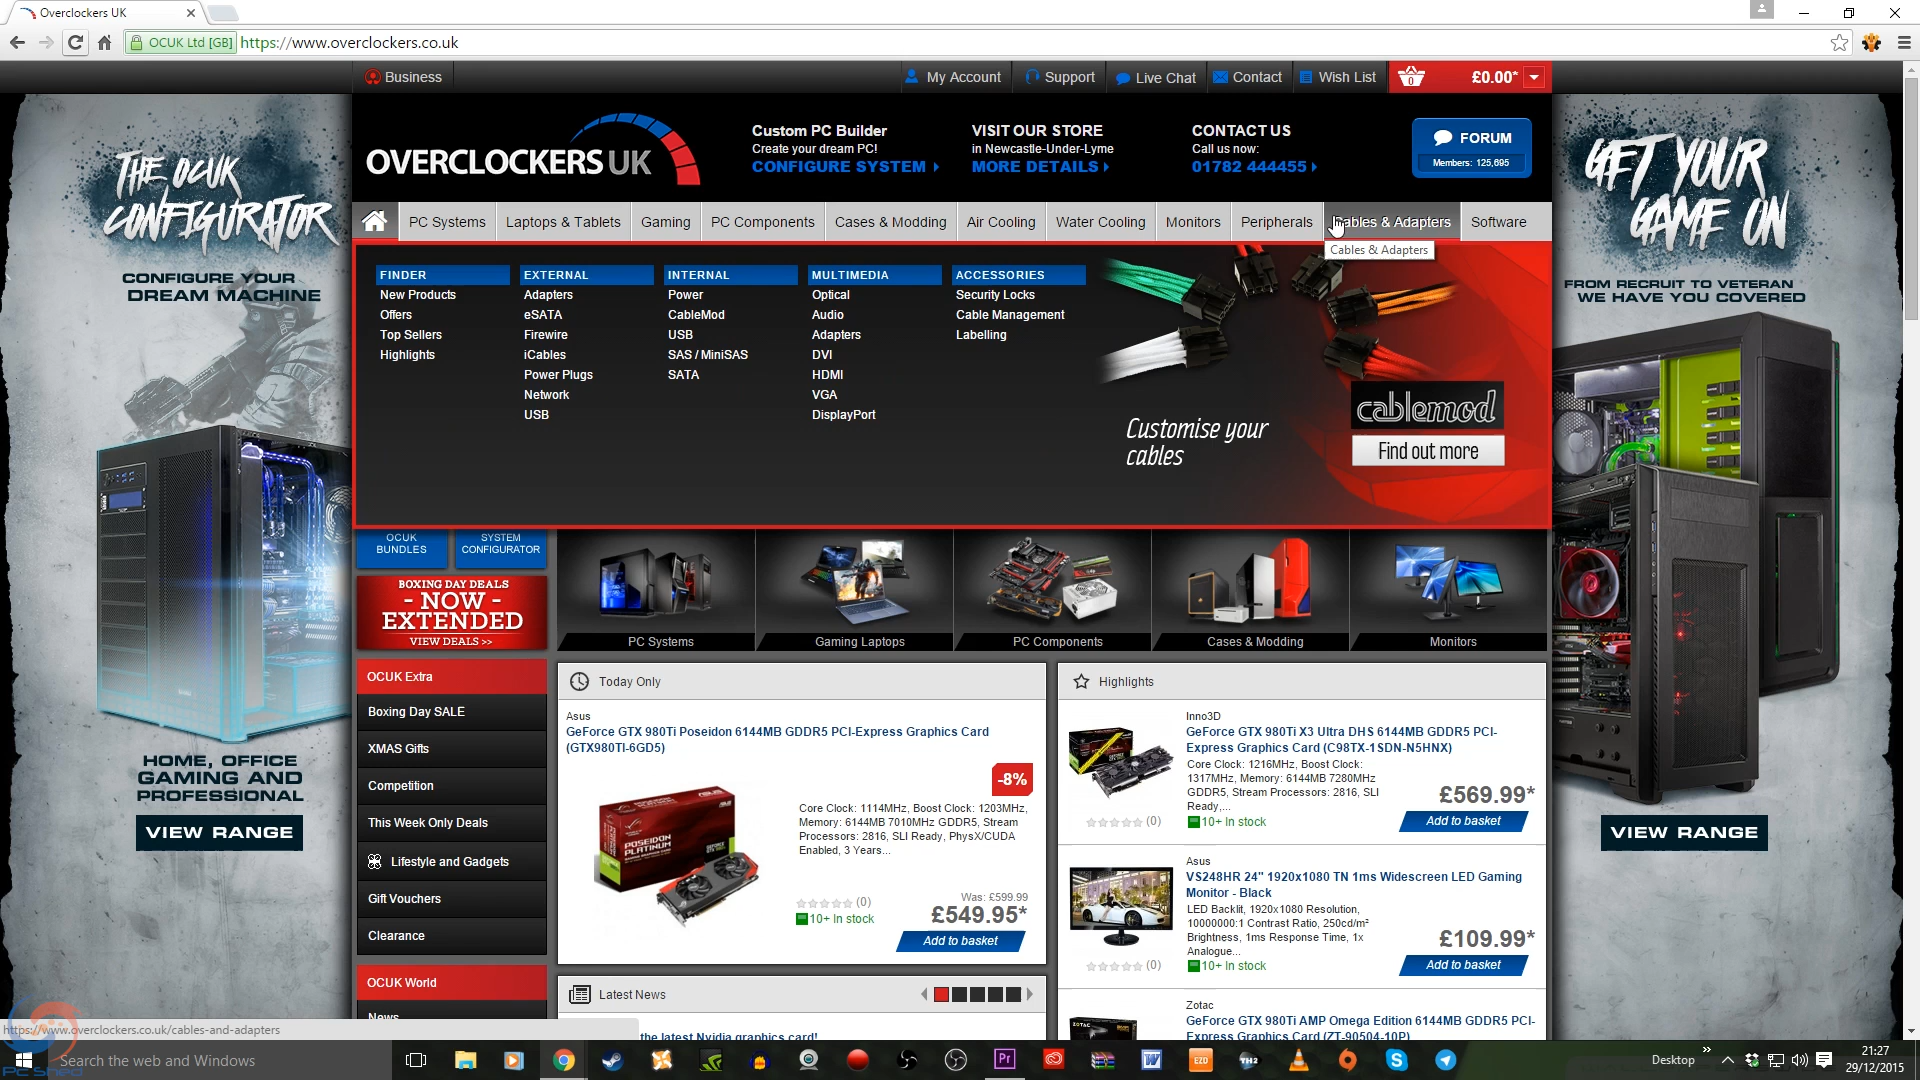 Overclockers UK
OCUK Ltd [GB]
https://www.overclockers.co.uk
Business
My Account
Support
Live Chat
Contact
Wish List
0
£0.00*
OVERCLOCKERS UK
Custom PC Builder
Create your dream PC!
CONFIGURE SYSTEM
VISIT OUR STORE
in Newcastle-Under-Lyme
MORE DETAILS
CONTACT US
Call us now:
01782 444455
FORUM
Members: 125,695
PC Systems
Laptops & Tablets
Gaming
PC Components
Cases & Modding
Air Cooling
Water Cooling
Monitors
Peripherals
Cables & Adapters
Software
Cables & Adapters
THE OCUK
CONFIGURATOR
CONFIGURE YOUR
DREAM MACHINE
HOME, OFFICE
GAMING AND
PROFESSIONAL
VIEW RANGE
FINDER
New Products
Offers
Top Sellers
Highlights
EXTERNAL
Adapters
eSATA
Firewire
iCables
Power Plugs
Network
USB
INTERNAL
Power
CableMod
USB
SAS / MiniSAS
SATA
MULTIMEDIA
Optical
Audio
Adapters
DVI
HDMI
VGA
DisplayPort
ACCESSORIES
Security Locks
Cable Management
Labelling
Customise your
cables
cablemod
Find out more
GET YOUR
GAME ON
FROM RECRUIT TO VETERAN
WE HAVE YOU COVERED
VIEW RANGE
OCUK
BUNDLES
SYSTEM
CONFIGURATOR
PC Systems
Gaming Laptops
PC Components
Cases & Modding
Monitors
BOXING DAY DEALS
- NOW -
EXTENDED
VIEW DEALS >>
OCUK Extra
Boxing Day SALE
XMAS Gifts
Competition
This Week Only Deals
Lifestyle and Gadgets
Gift Vouchers
Clearance
OCUK World
News
Today Only
Asus
GeForce GTX 980Ti Poseidon 6144MB GDDR5 PCI-Express Graphics Card
(GTX980TI-6GD5)
-8%
POSEIDON
PLATINUM
Core Clock: 1114MHz, Boost Clock: 1203MHz,
Memory: 6144MB 7010MHz GDDR5, Stream
Processors: 2816, SLI Ready, PhysX/CUDA
Enabled, 3 Years...
(0)
10+ In stock
Was: £599.99
£549.95*
Add to basket
Latest News
the latest Nvidia graphics card!
Highlights
Inno3D
GeForce GTX 980Ti X3 Ultra DHS 6144MB GDDR5 PCI-
Express Graphics Card (C98TX-1SDN-N5HNX)
Core Clock: 1216MHz, Boost Clock:
1317MHz, Memory: 6144MB 7280MHz
GDDR5, Stream Processors: 2816, SLI
Ready,...
(0)
10+ In stock
£569.99*
Add to basket
Asus
VS248HR 24" 1920x1080 TN 1ms Widescreen LED Gaming
Monitor - Black
LED Backlit, 1920x1080 Resolution,
10000000:1 Contrast Ratio, 250cd/m²
Brightness, 1ms Response Time, 1x
Analogue...
(0)
10+ In stock
£109.99*
Add to basket
Zotac
GeForce GTX 980Ti AMP Omega Edition 6144MB GDDR5 PCI-
Express Graphics Card (ZT-90504-10P)
ZOTAC
https://www.overclockers.co.uk/cables-and-adapters
Search the web and Windows
PC Shed
Pr
W
EZD
TH2
Desktop
21:27
29/12/2015